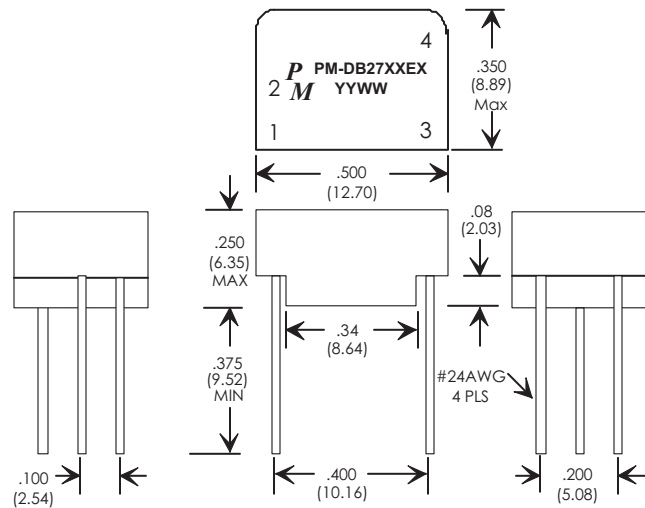 4
P PM-DB27XXEX
2 M YYWW
1 3
.350
(8.89)
Max
.500
(12.70)
.250
(6.35)
MAX
.08
(2.03)
.34
(8.64)
.375
(9.52)
MIN
#24AWG
4 PLS
.100
(2.54)
.400
(10.16)
.200
(5.08)